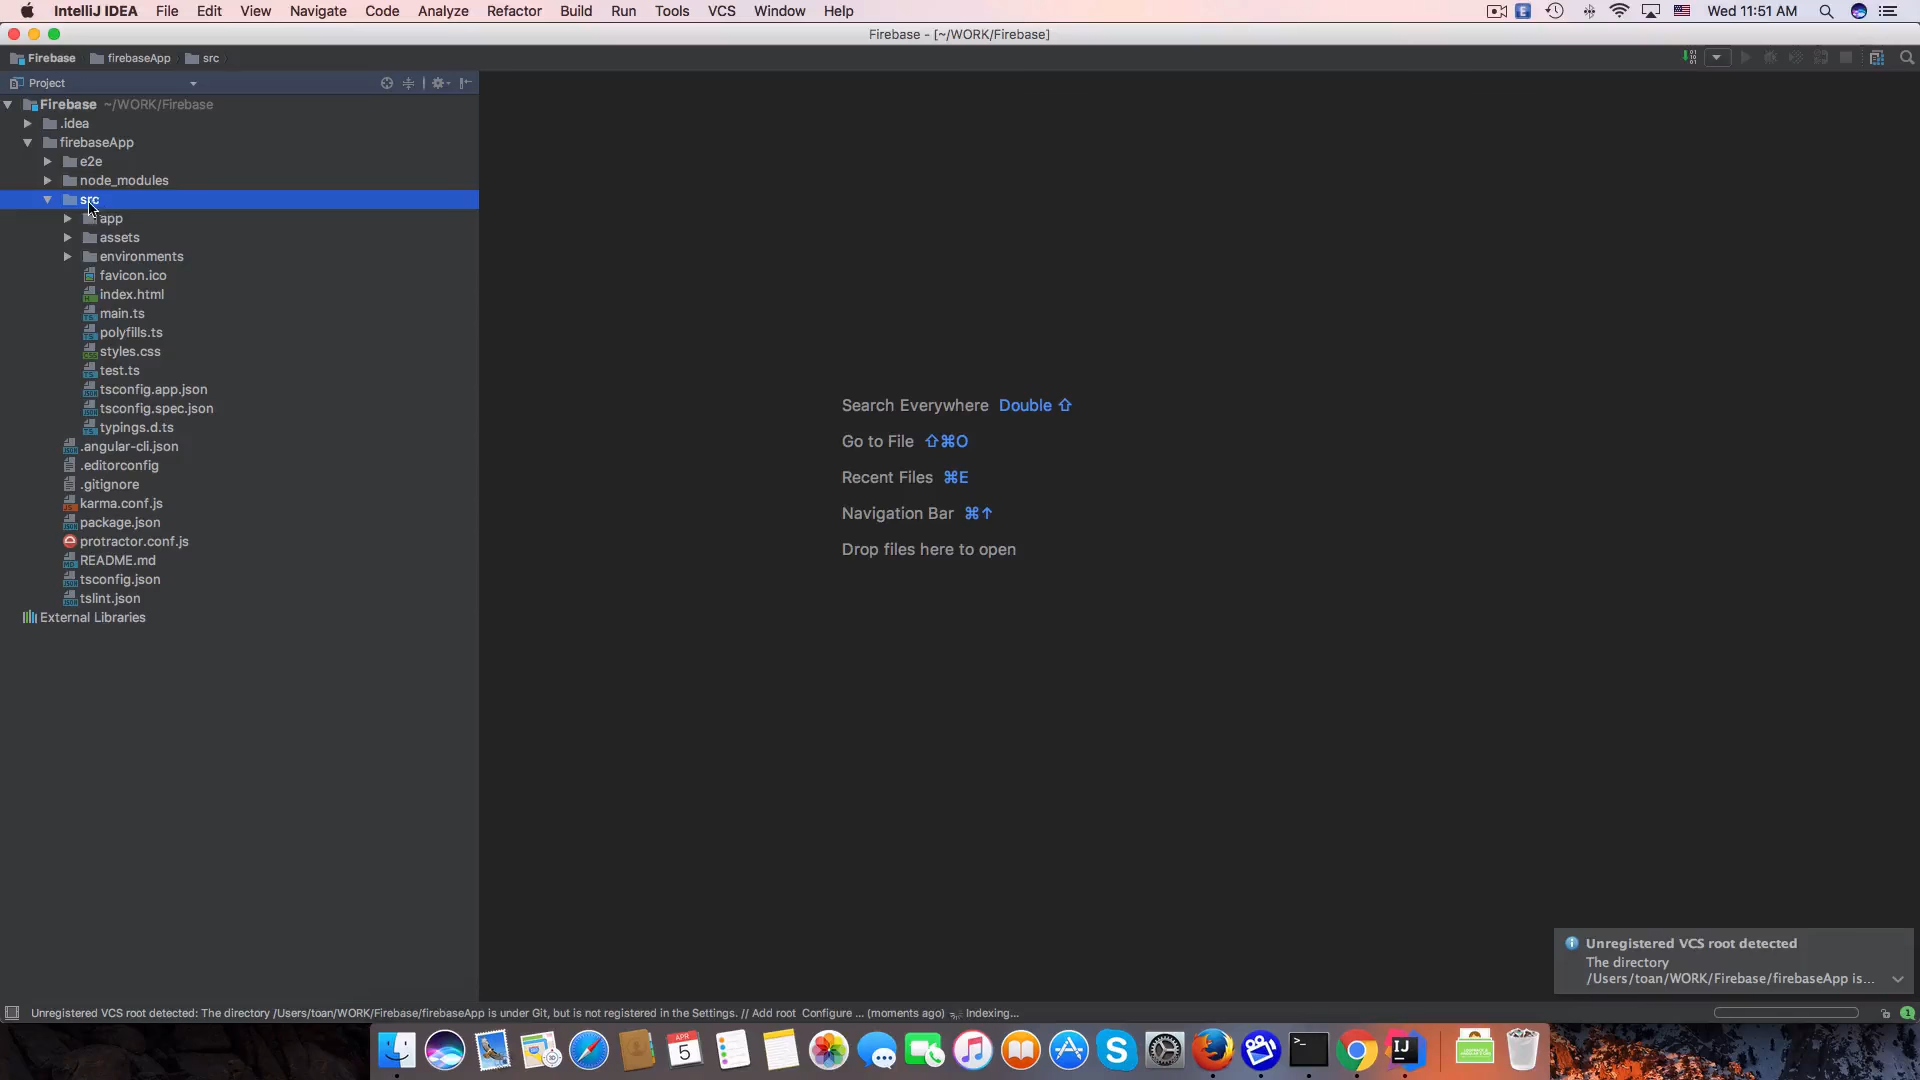 IntelliJ IDEA File Edit View Navigate Code Analyze Refactor Build Run Tools VCS Window Help E Wed 11:51 AM
Firebase - [~/WORK/Firebase]
Firebase firebaseApp src
Project
Firebase ~/WORK/Firebase
.idea
firebaseApp
e2e
node_modules
src
app
assets
environments
favicon.ico
index.html
main.ts
polyfills.ts
styles.css
test.ts
tsconfig.app.json
tsconfig.spec.json
typings.d.ts
.angular-cli.json
.editorconfig
.gitignore
karma.conf.js
package.json
protractor.conf.js
README.md
tsconfig.json
tslint.json
External Libraries
Search Everywhere Double ⇧
Go to File ⇧⌘O
Recent Files ⌘E
Navigation Bar ⌘↑
Drop files here to open
Unregistered VCS root detected
The directory
/Users/toan/WORK/Firebase/firebaseApp is...
Unregistered VCS root detected: The directory /Users/toan/WORK/Firebase/firebaseApp is under Git, but is not registered in the Settings. // Add root Configure ... (moments ago) Indexing... 1
APR
5
S
>_
IJ